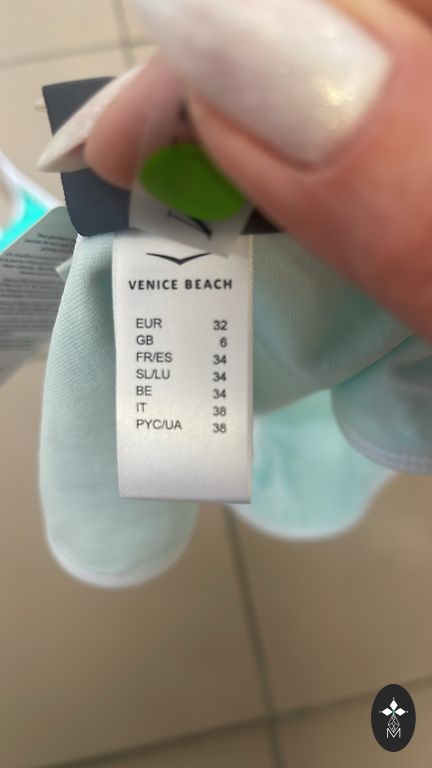 VENICE BEACH
EUR 32
GB 6
FR/ES 34
SL/LU 34
BE 34
IT 38
PYC/UA 38
M